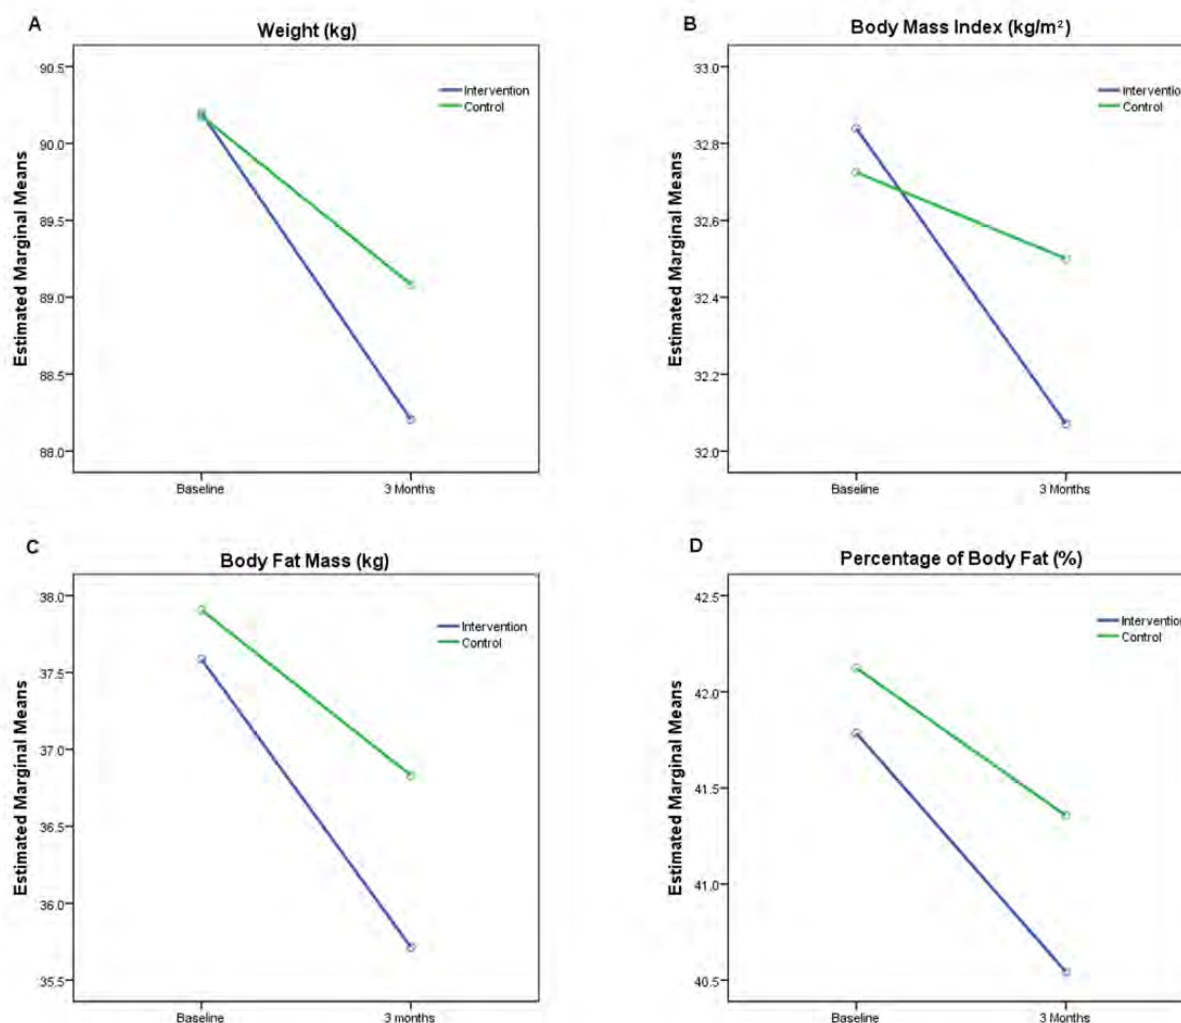 A
Weight (kg)
90.5
90.0
89.5
89.0
88.5
88.0
Estimated Marginal Means
Intervention
Control
Baseline
3 Months
B
Body Mass Index (kg/m²)
33.0
32.8
32.6
32.4
32.2
32.0
Estimated Marginal Means
Interventio
Control
Baseline
3 Months
C
Body Fat Mass (kg)
38.0
37.5
37.0
36.5
36.0
35.5
Estimated Marginal Means
Intervention
Control
Baseline
3 months
D
Percentage of Body Fat (%)
42.5
42.0
41.5
41.0
40.5
Estimated Marginal Means
Interventio
Control
Baseline
3 Months